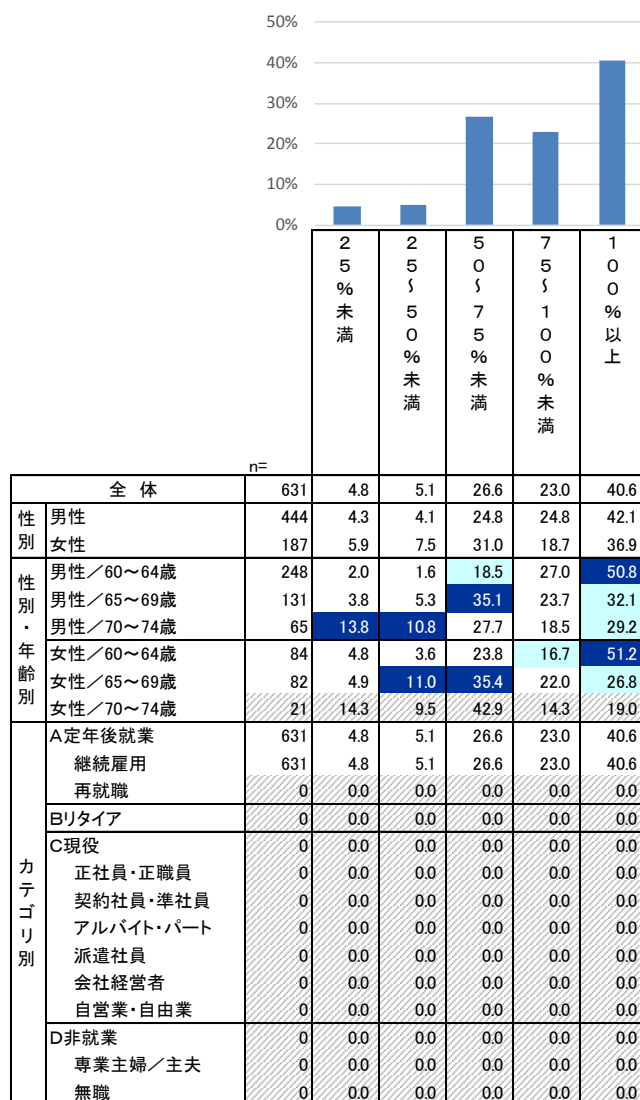 50%
40%
30%
20%
10%
0%
25%未満
25～50%未満
50～75%未満
75～100%未満
100%以上
n=
全 体 631 4.8 5.1 26.6 23.0 40.6
性別
男性 444 4.3 4.1 24.8 24.8 42.1
女性 187 5.9 7.5 31.0 18.7 36.9
性別・年齢別
男性／60～64歳 248 2.0 1.6 18.5 27.0 50.8
男性／65～69歳 131 3.8 5.3 35.1 23.7 32.1
男性／70～74歳 65 13.8 10.8 27.7 18.5 29.2
女性／60～64歳 84 4.8 3.6 23.8 16.7 51.2
女性／65～69歳 82 4.9 11.0 35.4 22.0 26.8
女性／70～74歳 21 14.3 9.5 42.9 14.3 19.0
カテゴリ別
A定年後就業 631 4.8 5.1 26.6 23.0 40.6
継続雇用 631 4.8 5.1 26.6 23.0 40.6
再就職 0 0.0 0.0 0.0 0.0 0.0
Bリタイア 0 0.0 0.0 0.0 0.0 0.0
C現役 0 0.0 0.0 0.0 0.0 0.0
正社員・正職員 0 0.0 0.0 0.0 0.0 0.0
契約社員・準社員 0 0.0 0.0 0.0 0.0 0.0
アルバイト・パート 0 0.0 0.0 0.0 0.0 0.0
派遣社員 0 0.0 0.0 0.0 0.0 0.0
会社経営者 0 0.0 0.0 0.0 0.0 0.0
自営業・自由業 0 0.0 0.0 0.0 0.0 0.0
D非就業 0 0.0 0.0 0.0 0.0 0.0
専業主婦／主夫 0 0.0 0.0 0.0 0.0 0.0
無職 0 0.0 0.0 0.0 0.0 0.0